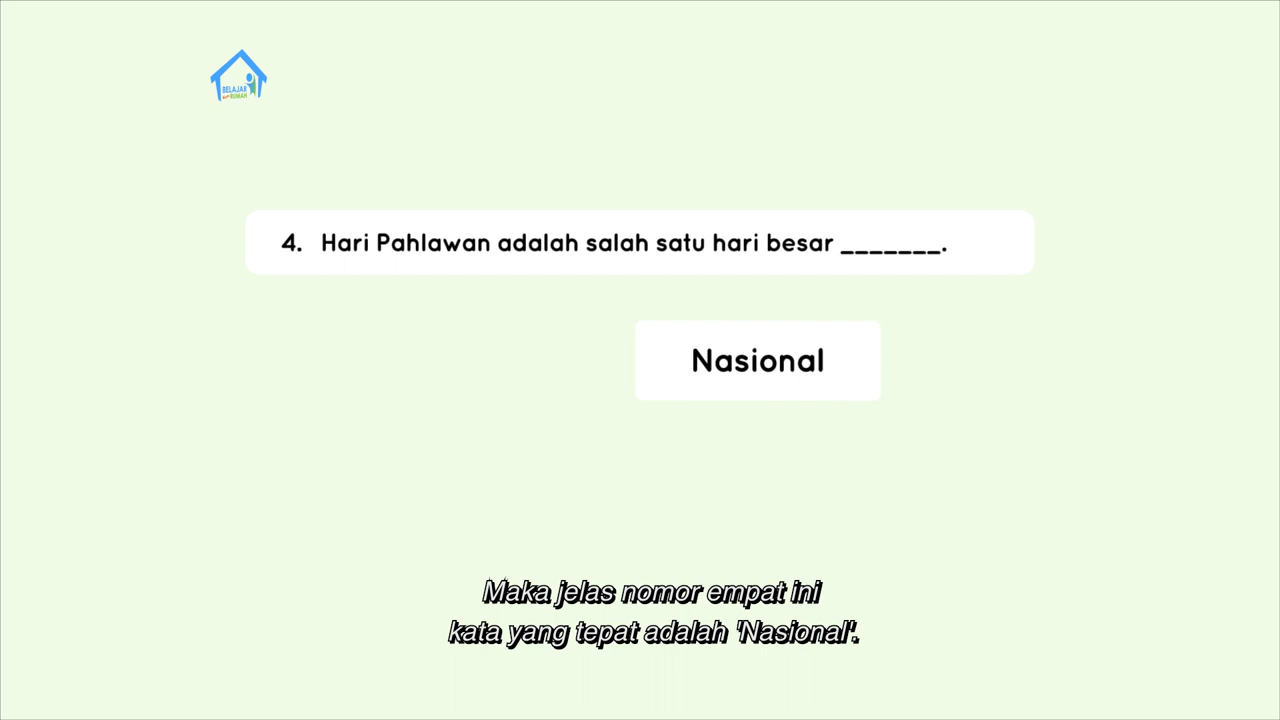 BELAJAR
RUMAH
4. Hari Pahlawan adalah salah satu hari besar _______.
Nasional
Maka jelas nomor empat ini
kata yang tepat adalah 'Nasional'.